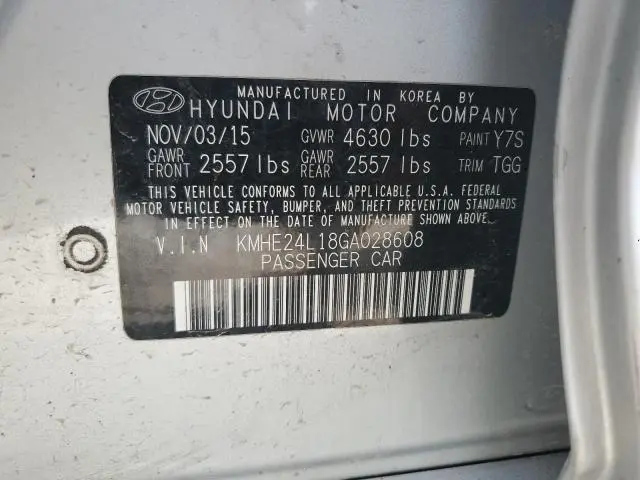 MANUFACTURED IN KOREA BY
HYUNDAI MOTOR COMPANY
NOV/03/15 GVWR 4630 lbs PAINT Y7S
GAWR FRONT 2557 lbs GAWR REAR 2557 lbs TRIM TGG
THIS VEHICLE CONFORMS TO ALL APPLICABLE U.S.A. FEDERAL
MOTOR VEHICLE SAFETY, BUMPER, AND THEFT PREVENTION STANDARDS
IN EFFECT ON THE DATE OF MANUFACTURE SHOWN ABOVE.
V.I.N KMHE24L18GA028608
PASSENGER CAR